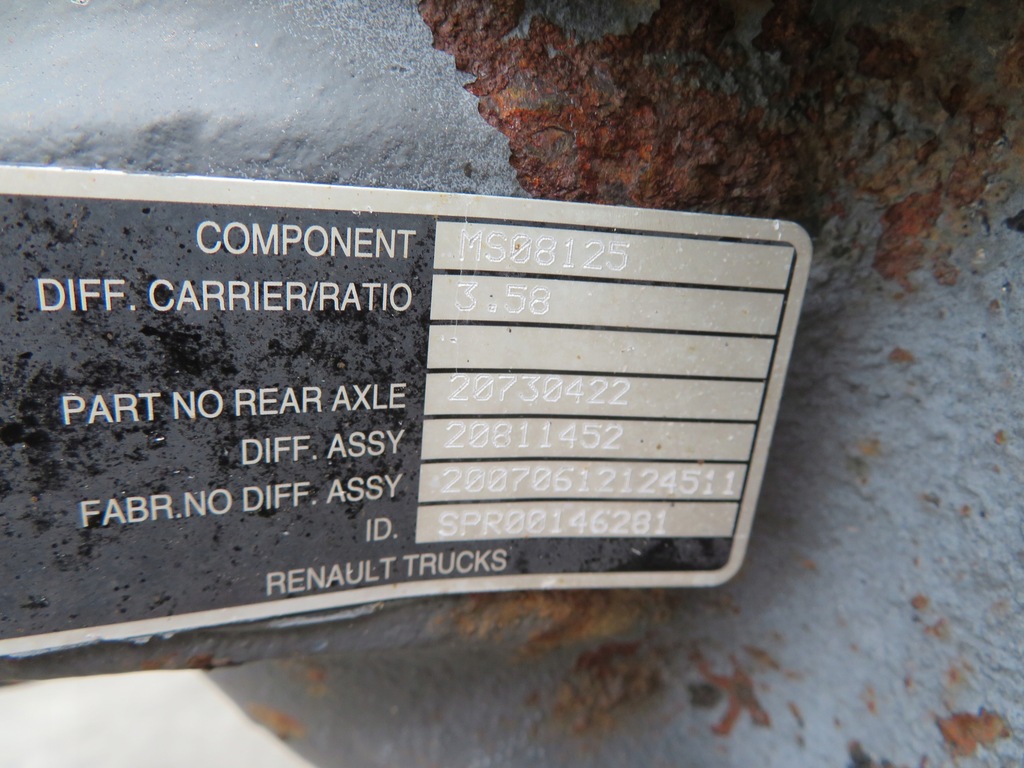 COMPONENT MS08125
DIFF. CARRIER/RATIO 3.58
PART NO REAR AXLE 20730422
DIFF. ASSY 20811452
FABR.NO DIFF. ASSY 20070612124511
ID. SPR00146281
RENAULT TRUCKS